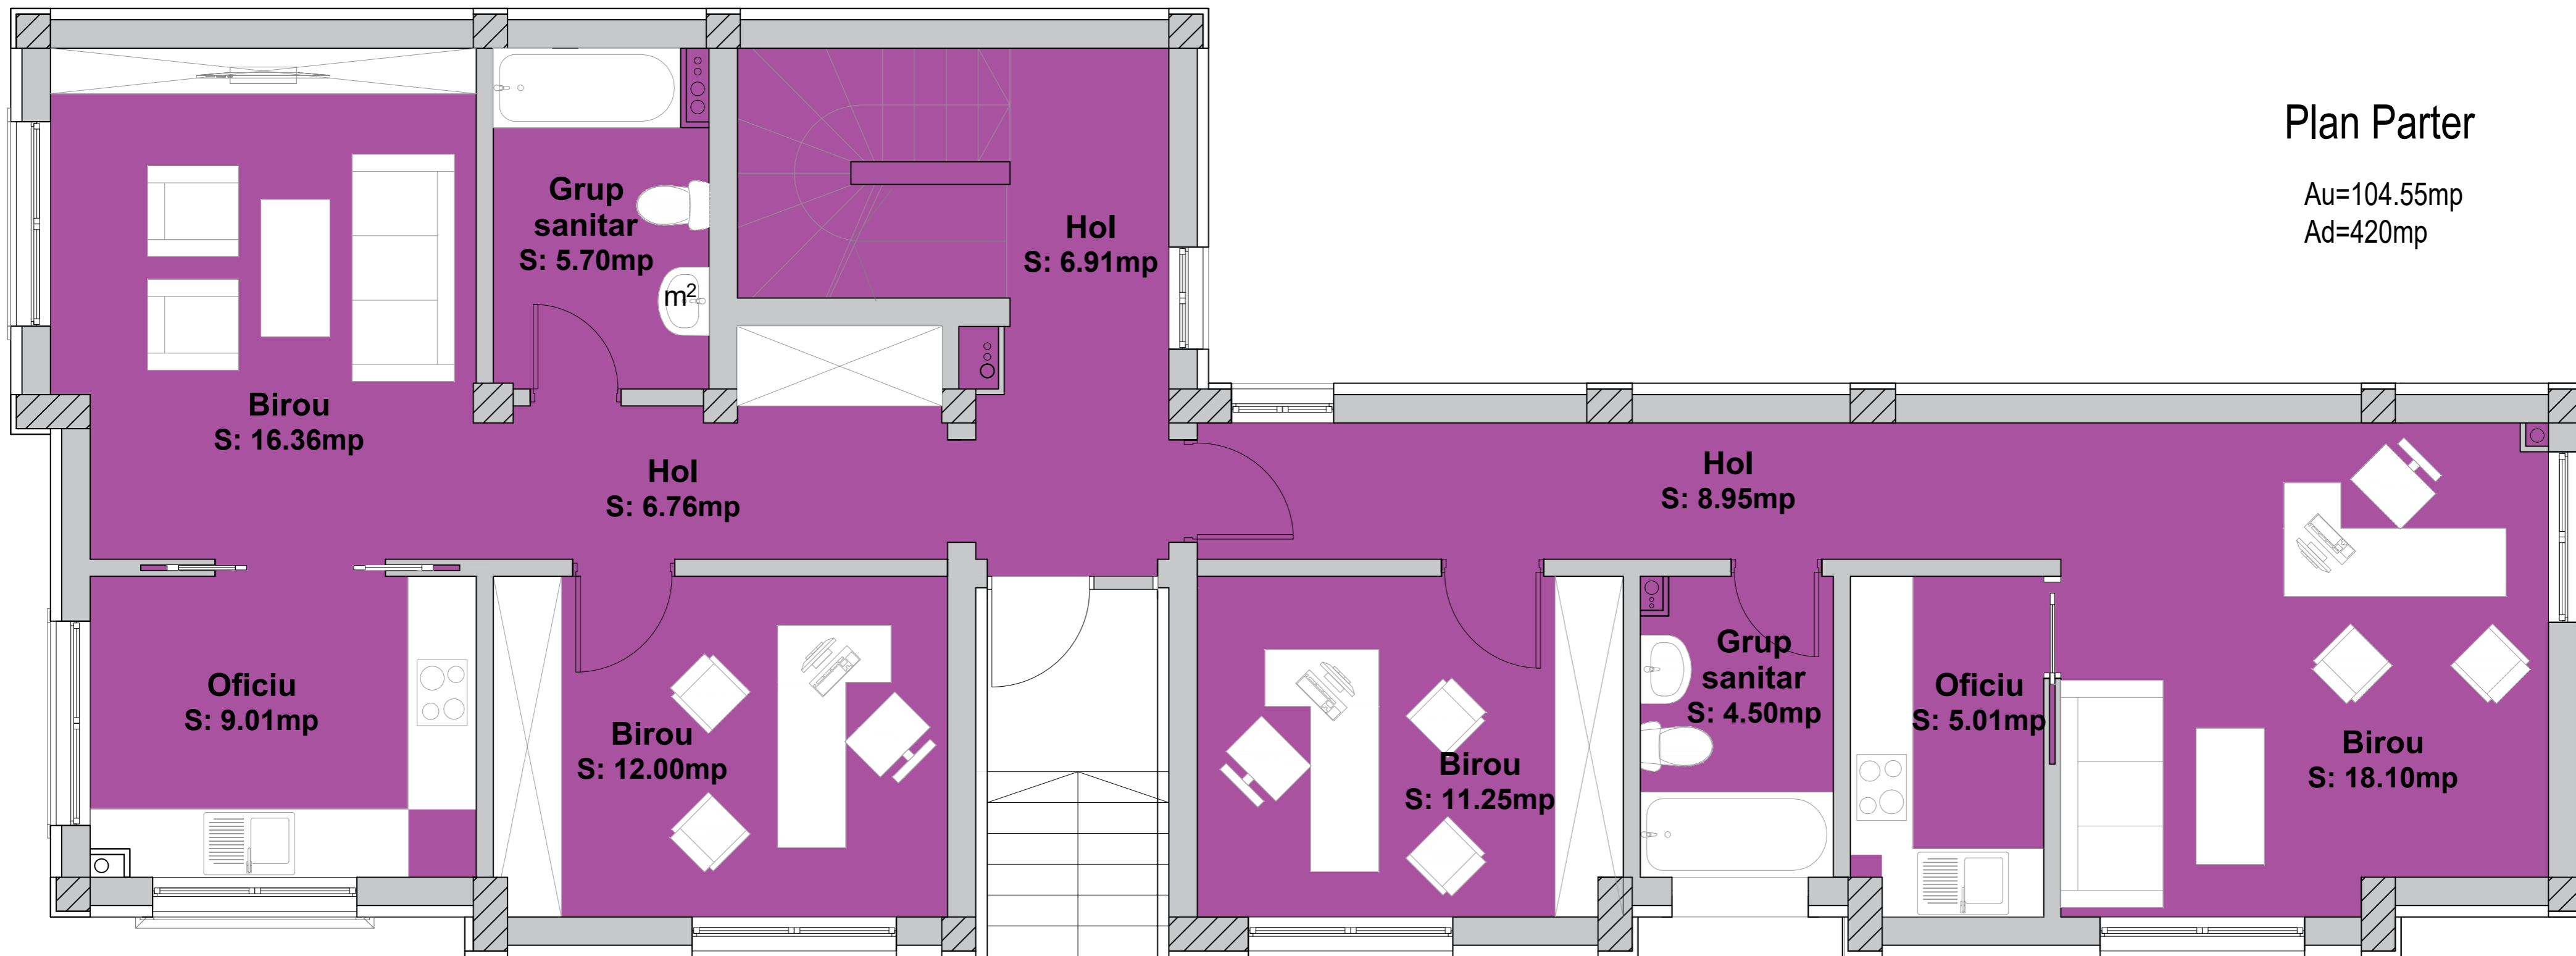 Plan Parter
Au=104.55mp
Ad=420mp
Grup
sanitar
S: 5.70mp
m²
Hol
S: 6.91mp
Birou
S: 16.36mp
Hol
S: 6.76mp
Hol
S: 8.95mp
Oficiu
S: 9.01mp
Birou
S: 12.00mp
Birou
S: 11.25mp
Grup
sanitar
S: 4.50mp
Oficiu
S: 5.01mp
Birou
S: 18.10mp